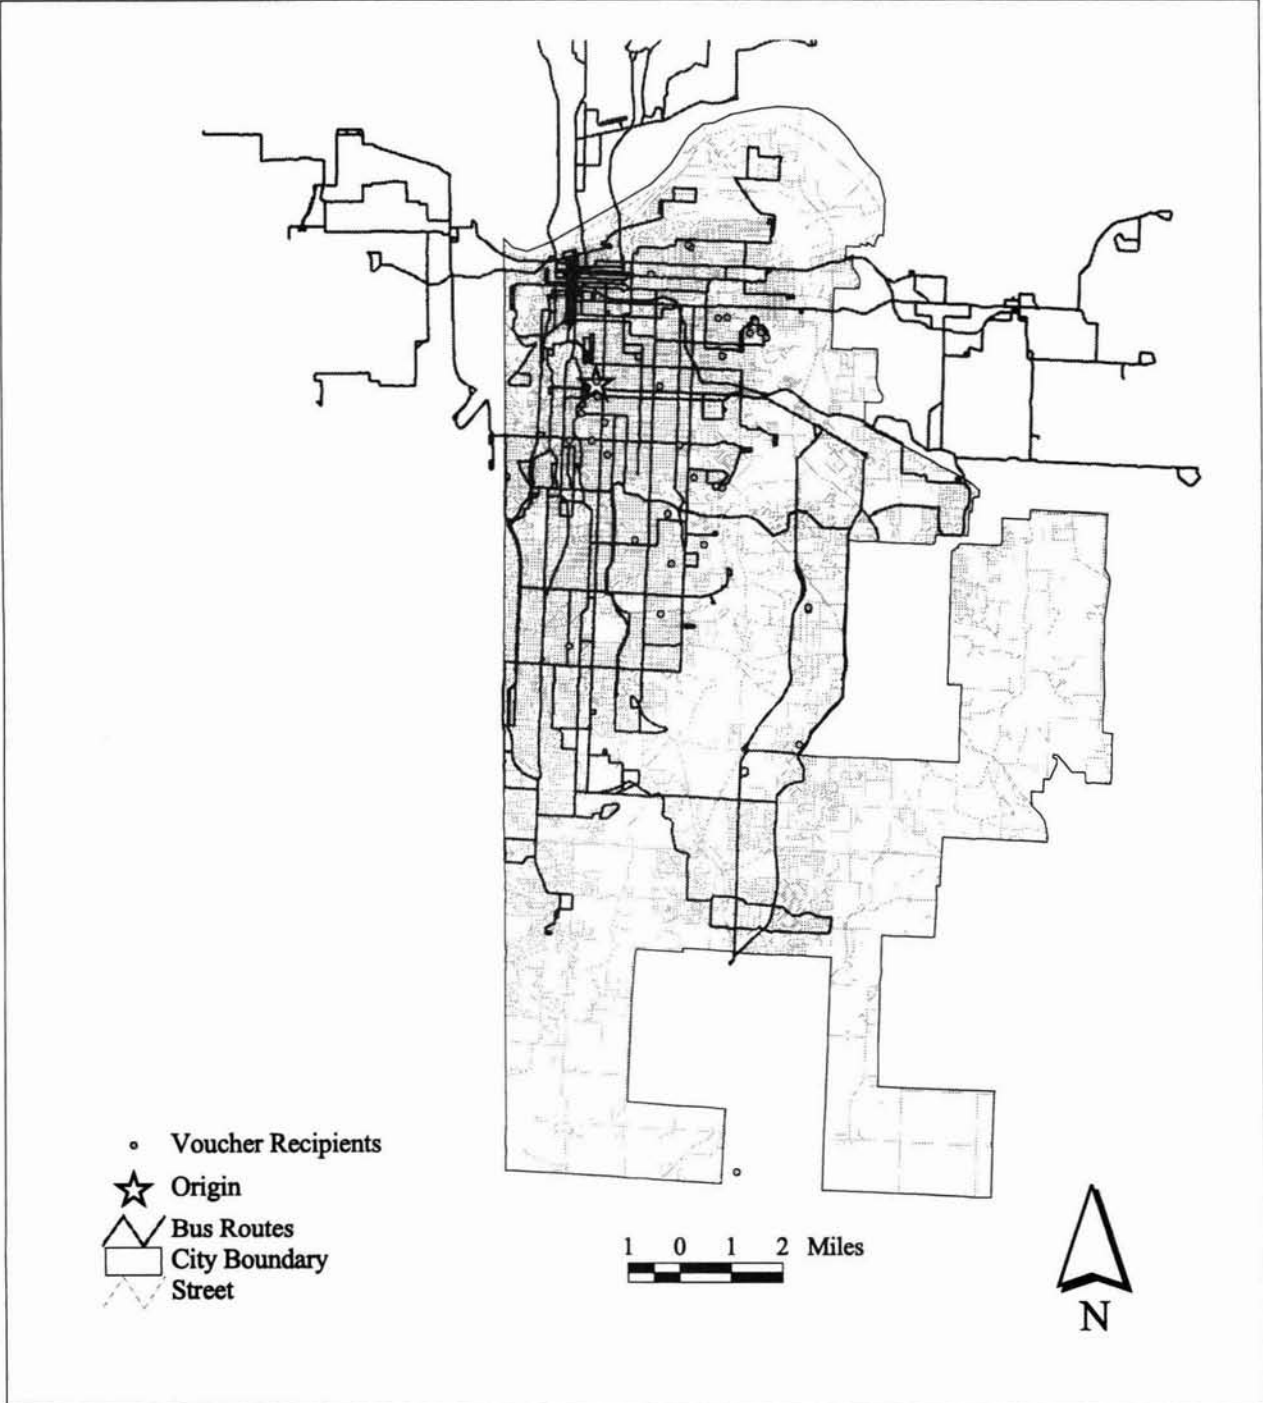 Voucher Recipients
Origin
Bus Routes
City Boundary
Street
1 0 1 2 Miles
N